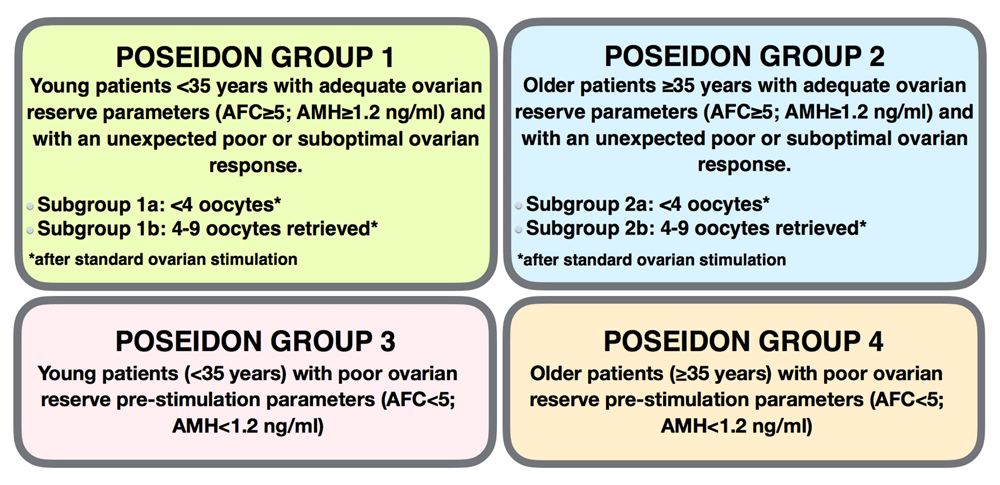 POSEIDON GROUP 1
Young patients <35 years with adequate ovarian
reserve parameters (AFC≥5; AMH≥1.2 ng/ml) and
with an unexpected poor or suboptimal ovarian
response.
Subgroup 1a: <4 oocytes*
Subgroup 1b: 4-9 oocytes retrieved*
*after standard ovarian stimulation
POSEIDON GROUP 2
Older patients ≥35 years with adequate ovarian
reserve parameters (AFC≥5; AMH≥1.2 ng/ml) and
with an unexpected poor or suboptimal ovarian
response.
Subgroup 2a: <4 oocytes*
Subgroup 2b: 4-9 oocytes retrieved*
*after standard ovarian stimulation
POSEIDON GROUP 3
Young patients (<35 years) with poor ovarian
reserve pre-stimulation parameters (AFC<5;
AMH<1.2 ng/ml)
POSEIDON GROUP 4
Older patients (≥35 years) with poor ovarian
reserve pre-stimulation parameters (AFC<5;
AMH<1.2 ng/ml)